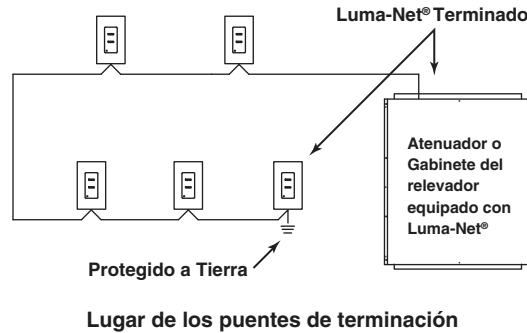 Luma-Net® Terminado
Atenuador o
Gabinete del
relevador
equipado con
Luma-Net®
Protegido a Tierra
Lugar de los puentes de terminación